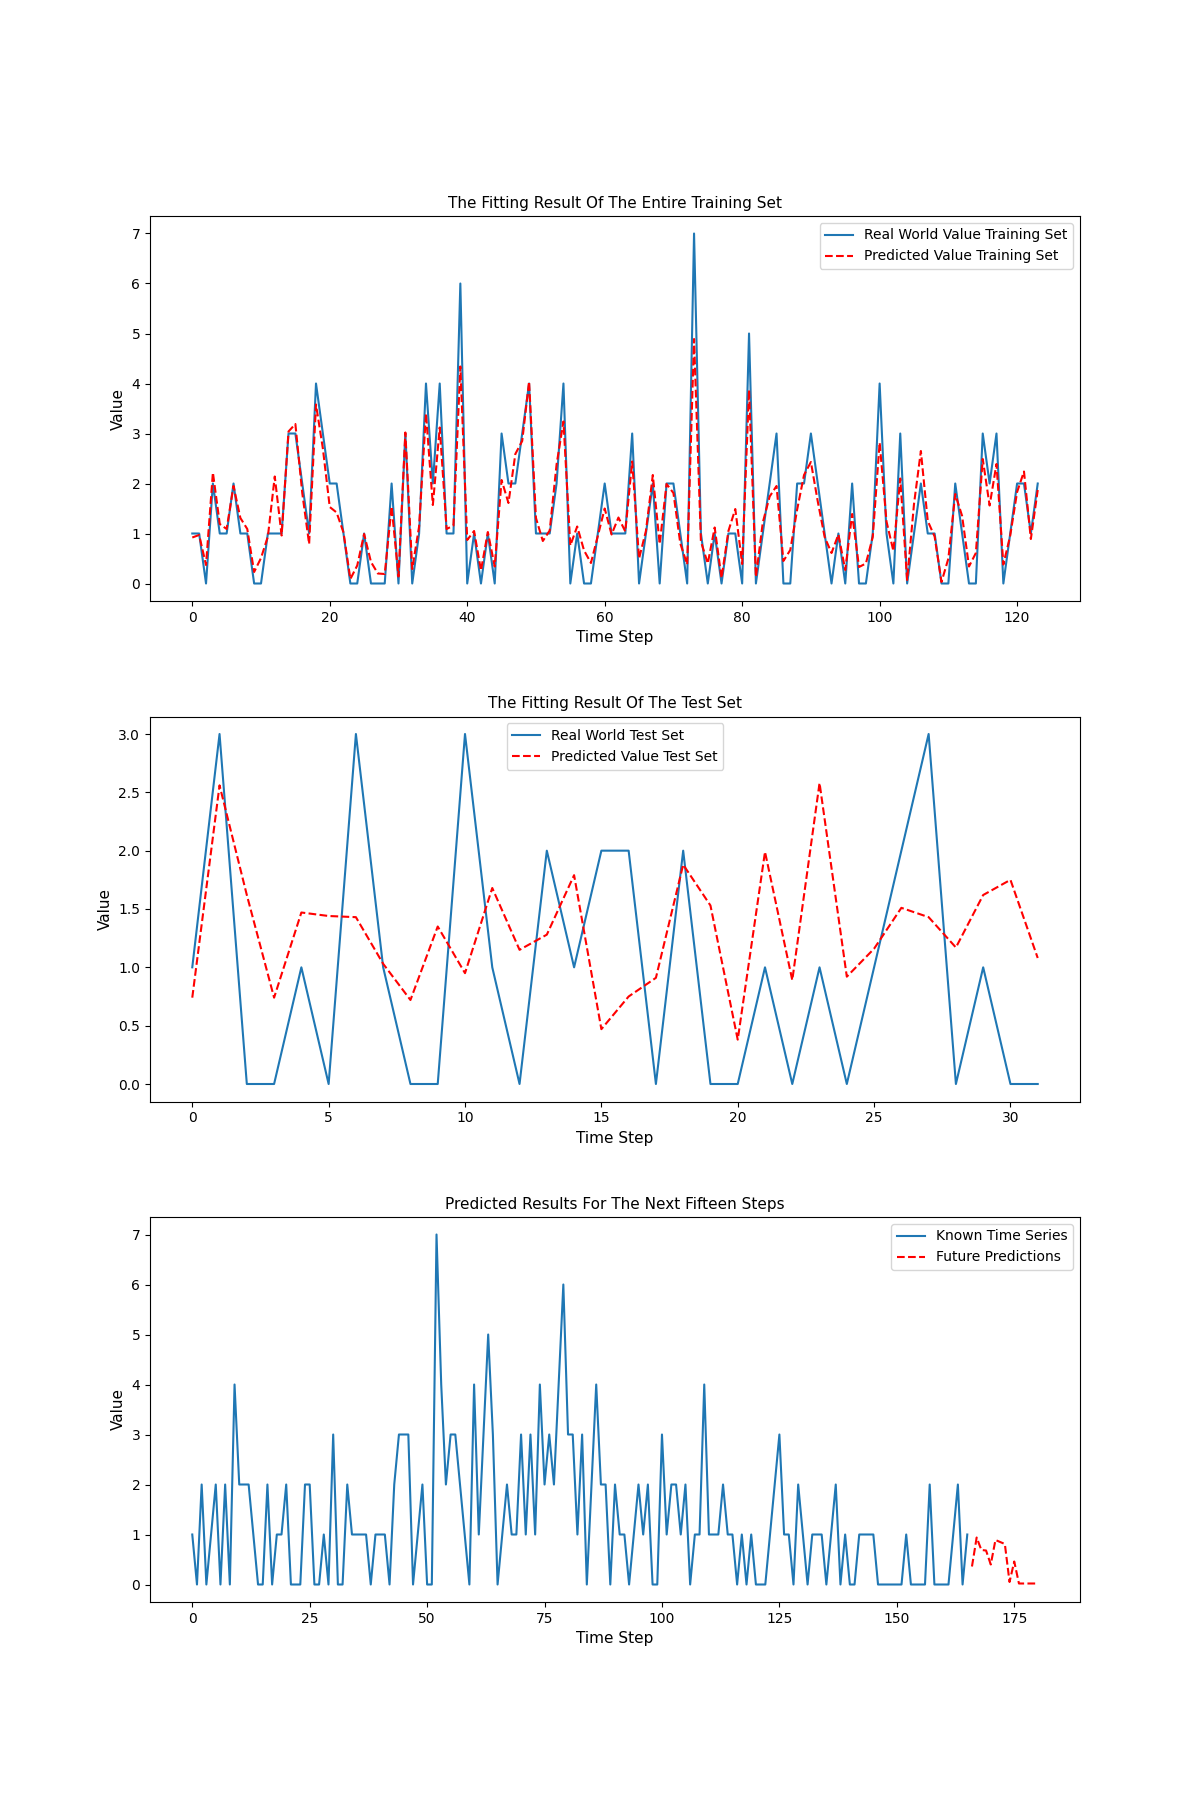 The Fitting Result Of The Entire Training Set
Value
7
6
5
4
3
2
1
0
Real World Value Training Set
Predicted Value Training Set
0 20 40 60 80 100 120
Time Step
The Fitting Result Of The Test Set
Value
3.0
2.5
2.0
1.5
1.0
0.5
0.0
Real World Test Set
Predicted Value Test Set
0 5 10 15 20 25 30
Time Step
Predicted Results For The Next Fifteen Steps
Value
7
6
5
4
3
2
1
0
Known Time Series
Future Predictions
0 25 50 75 100 125 150 175
Time Step